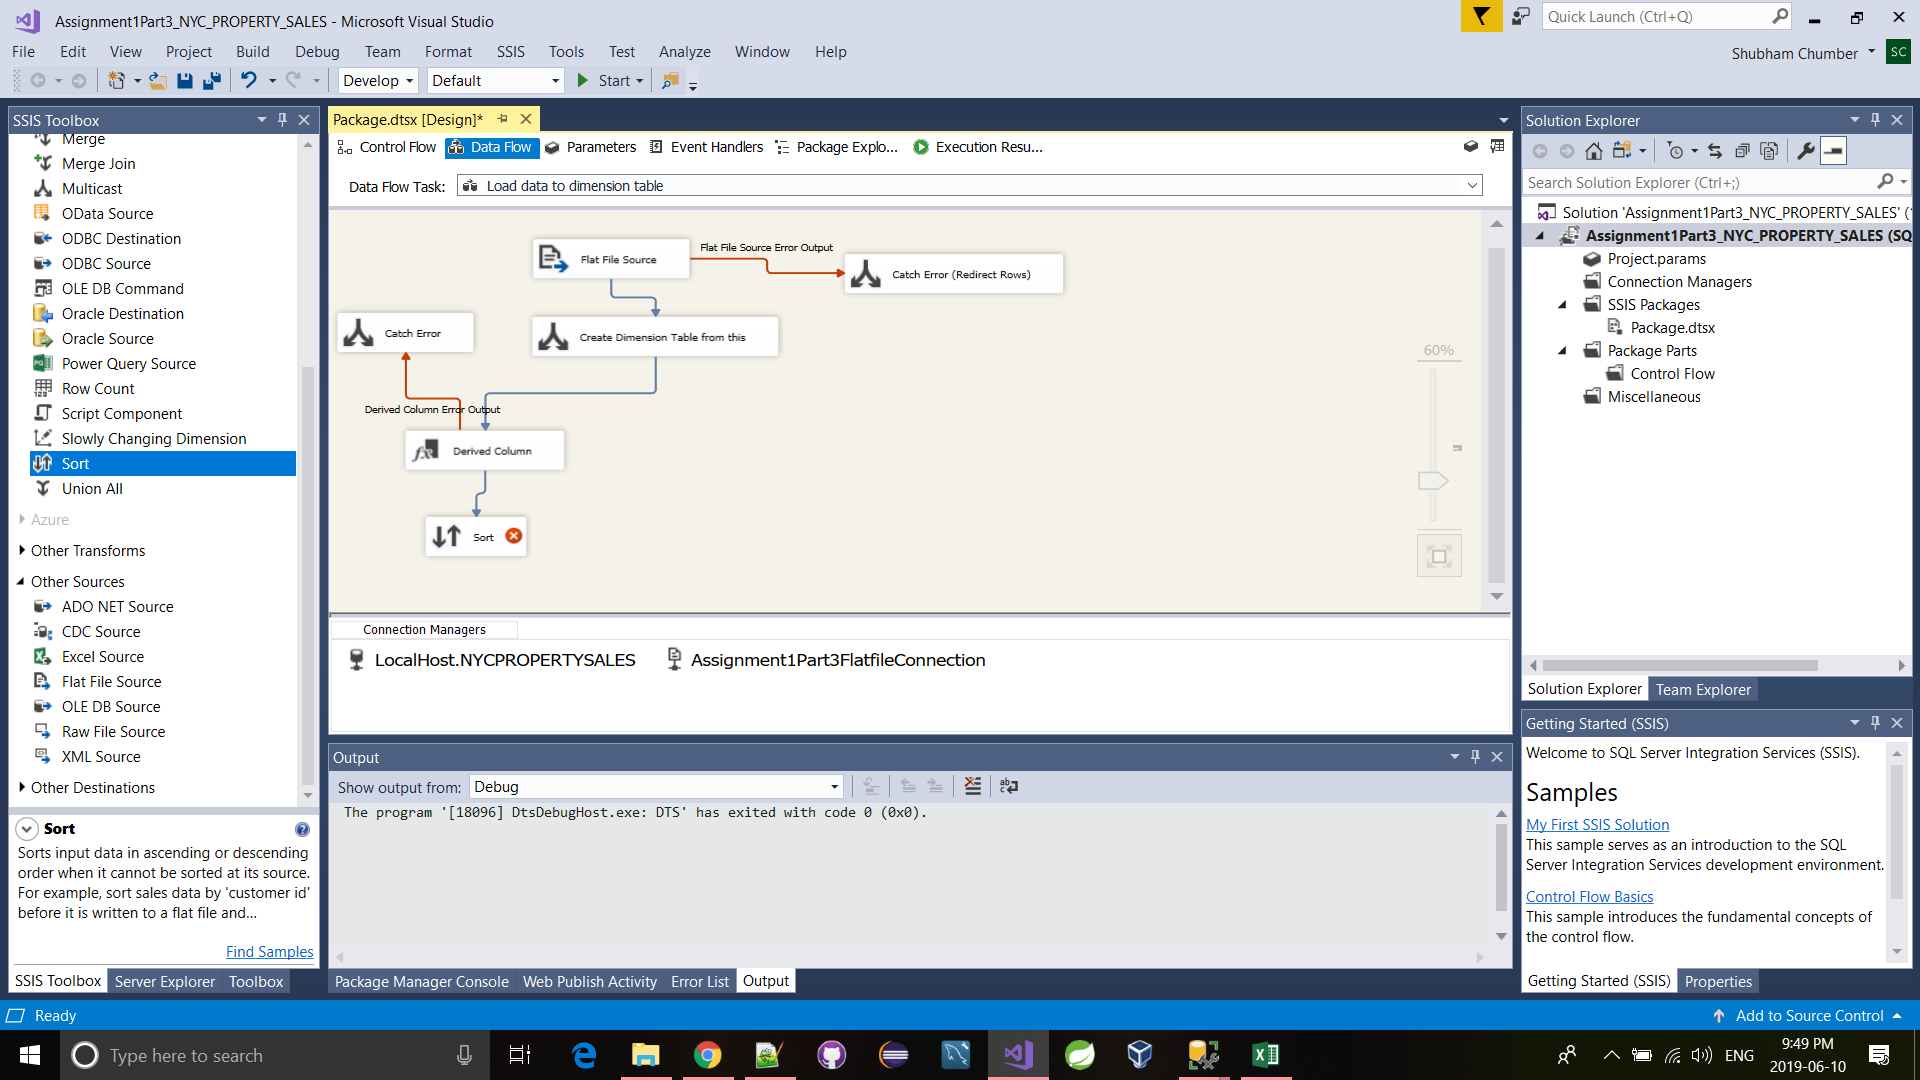 Assignment1Part3_NYC_PROPERTY_SALES - Microsoft Visual Studio
Quick Launch (Ctrl+Q)
File Edit View Project Build Debug Team Format SSIS Tools Test Analyze Window Help
Shubham Chumber SC
Develop Default Start
SSIS Toolbox
Merge
Merge Join
Multicast
OData Source
ODBC Destination
ODBC Source
OLE DB Command
Oracle Destination
Oracle Source
Power Query Source
Row Count
Script Component
Slowly Changing Dimension
Sort
Union All
Azure
Other Transforms
Other Sources
ADO NET Source
CDC Source
Excel Source
Flat File Source
OLE DB Source
Raw File Source
XML Source
Other Destinations
Sort
Sorts input data in ascending or descending
order when it cannot be sorted at its source.
For example, sort sales data by 'customer id'
before it is written to a flat file and...
Find Samples
SSIS Toolbox Server Explorer Toolbox
Package.dtsx [Design]*
Control Flow Data Flow Parameters Event Handlers Package Explo... Execution Resu...
Data Flow Task: Load data to dimension table
Flat File Source
Flat File Source Error Output
Catch Error (Redirect Rows)
Catch Error
Create Dimension Table from this
60%
Derived Column Error Output
Derived Column
Sort
Connection Managers
LocalHost.NYCPROPERTYSALES Assignment1Part3FlatfileConnection
Output
Show output from: Debug
The program '[18096] DtsDebugHost.exe: DTS' has exited with code 0 (0x0).
Package Manager Console Web Publish Activity Error List Output
Solution Explorer
Search Solution Explorer (Ctrl+;)
Solution 'Assignment1Part3_NYC_PROPERTY_SALES' (
Assignment1Part3_NYC_PROPERTY_SALES (SQ
Project.params
Connection Managers
SSIS Packages
Package.dtsx
Package Parts
Control Flow
Miscellaneous
Solution Explorer Team Explorer
Getting Started (SSIS)
Welcome to SQL Server Integration Services (SSIS).
Samples
My First SSIS Solution
This sample serves as an introduction to the SQL
Server Integration Services development environment.
Control Flow Basics
This sample introduces the fundamental concepts of
the control flow.
Getting Started (SSIS) Properties
Ready
Add to Source Control
Type here to search
ENG
9:49 PM
2019-06-10